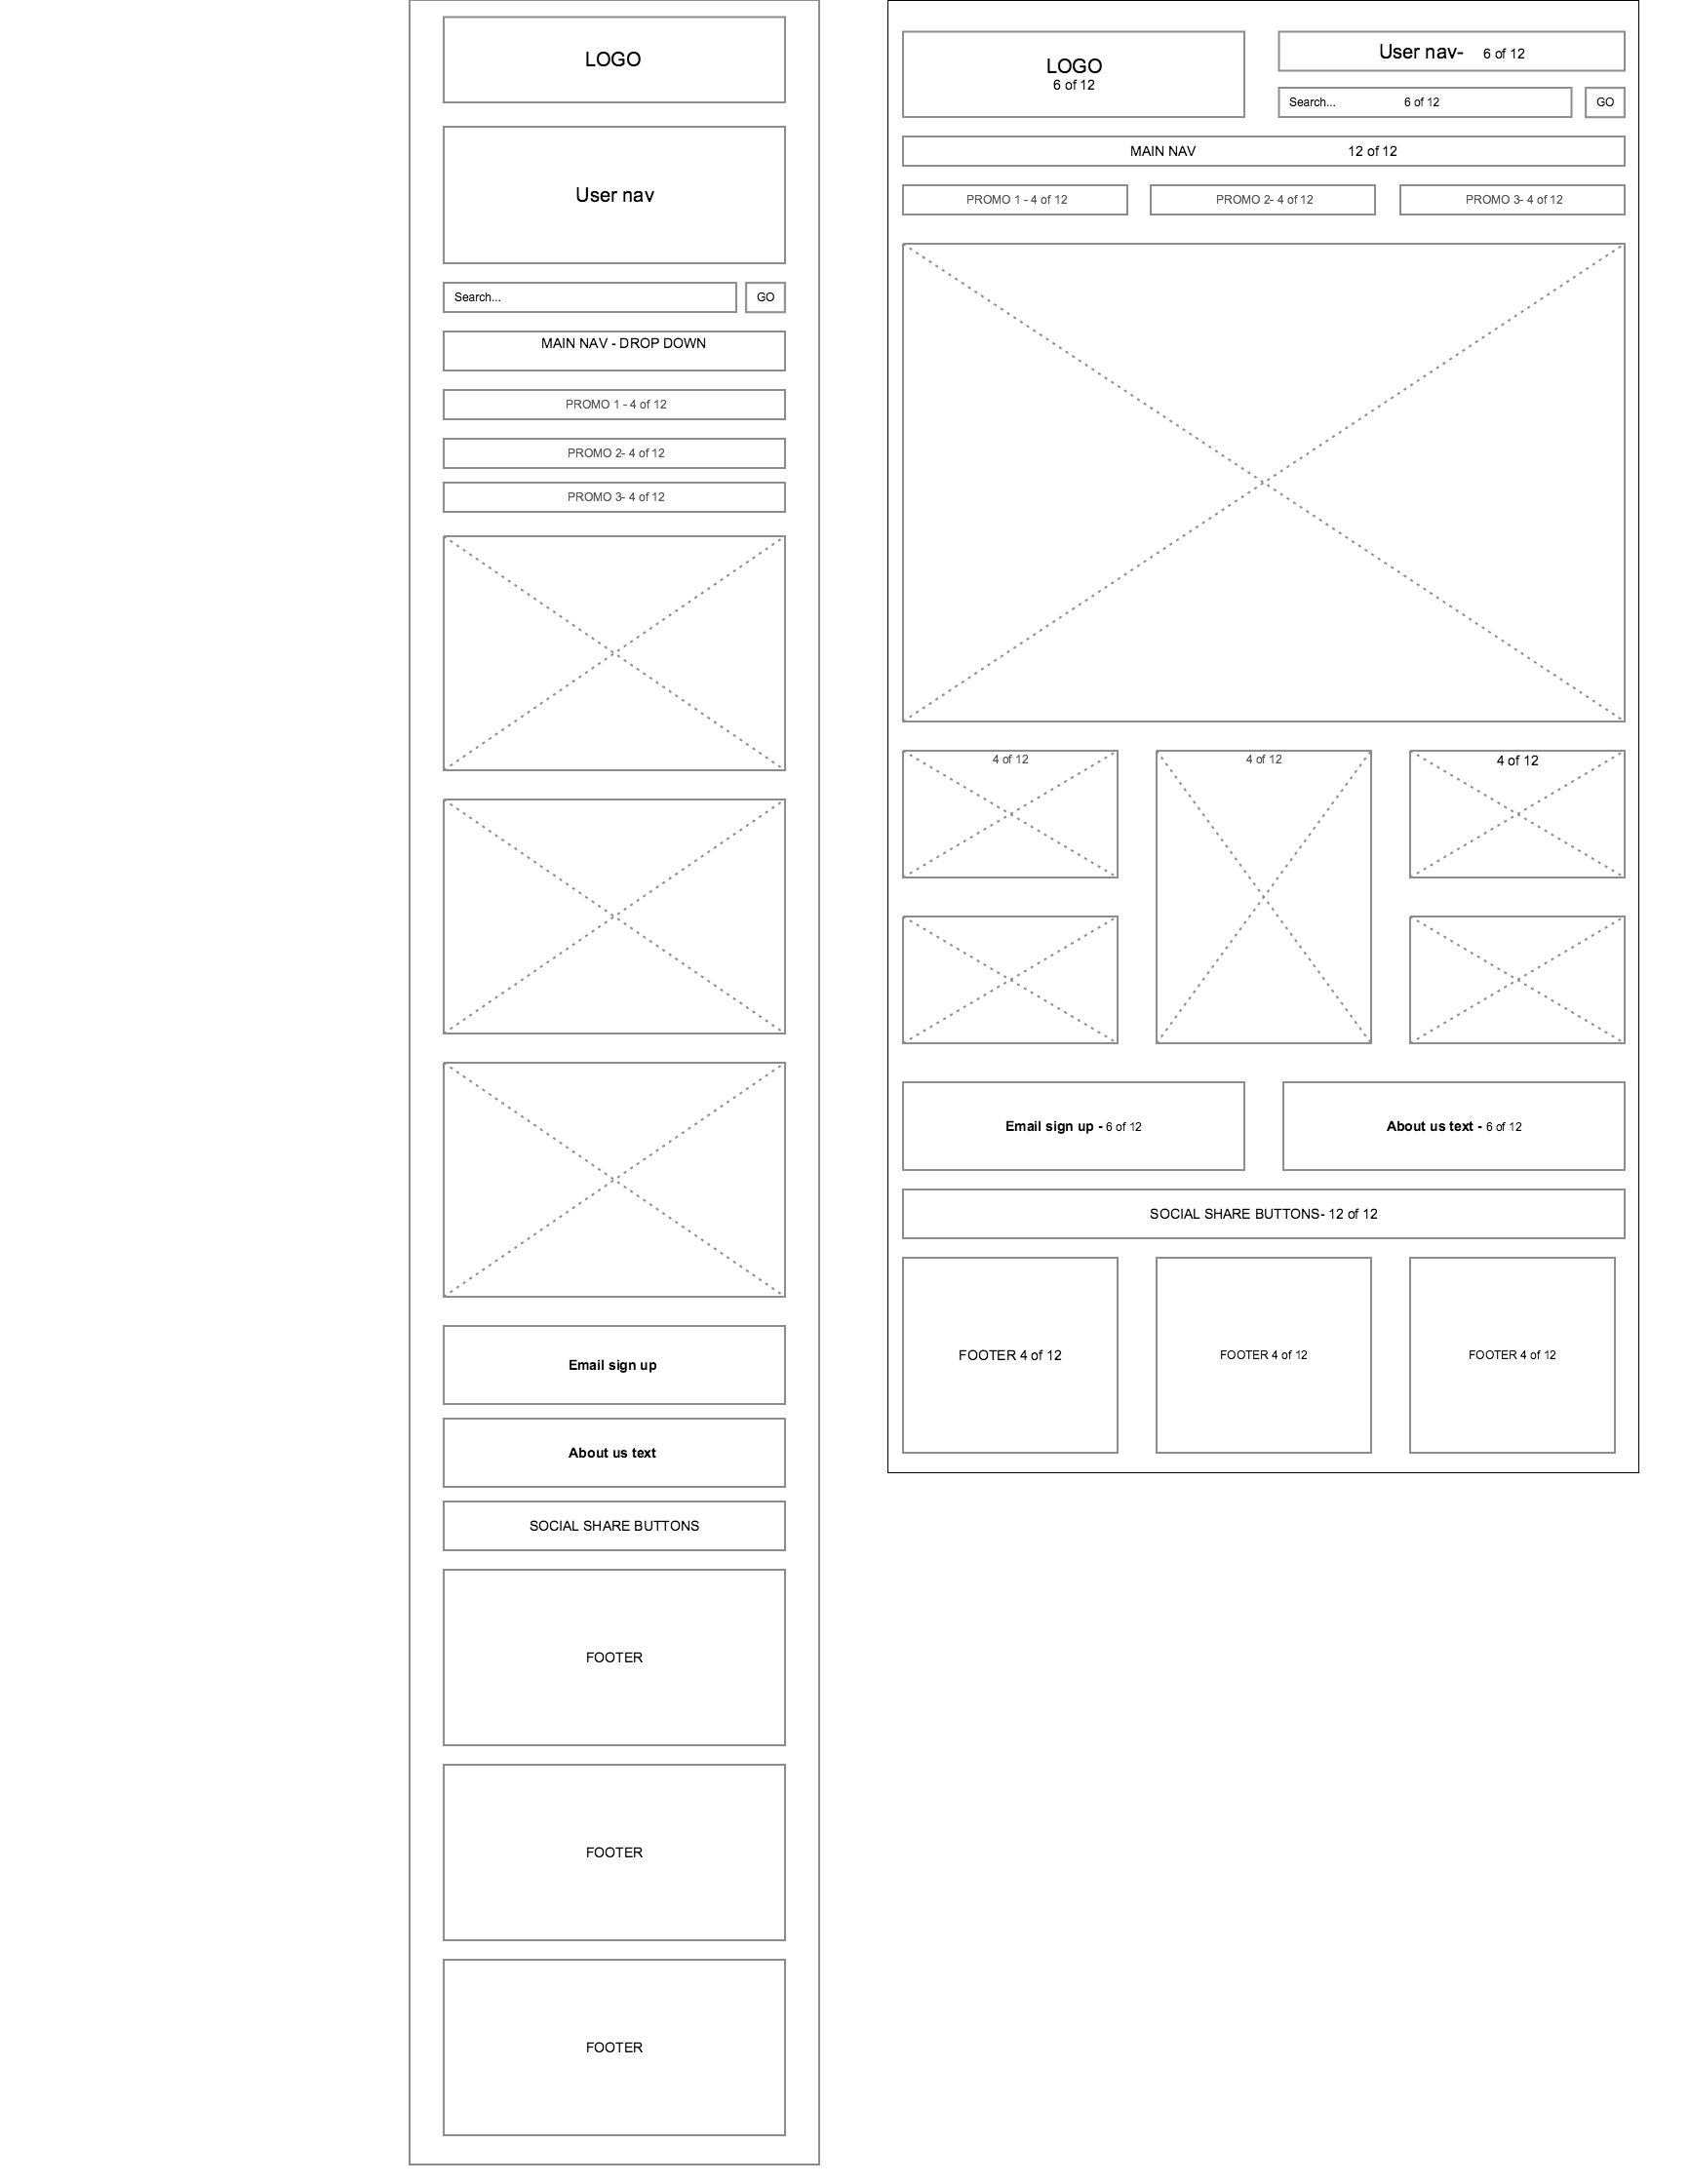 LOGO
User nav
Search...
GO
MAIN NAV - DROP DOWN
PROMO 1 - 4 of 12
PROMO 2- 4 of 12
PROMO 3- 4 of 12
Email sign up
About us text
SOCIAL SHARE BUTTONS
FOOTER
FOOTER
FOOTER
LOGO
6 of 12
User nav- 6 of 12
Search... 6 of 12
GO
MAIN NAV 12 of 12
PROMO 1 - 4 of 12
PROMO 2- 4 of 12
PROMO 3- 4 of 12
4 of 12
4 of 12
4 of 12
Email sign up - 6 of 12
About us text - 6 of 12
SOCIAL SHARE BUTTONS- 12 of 12
FOOTER 4 of 12
FOOTER 4 of 12
FOOTER 4 of 12